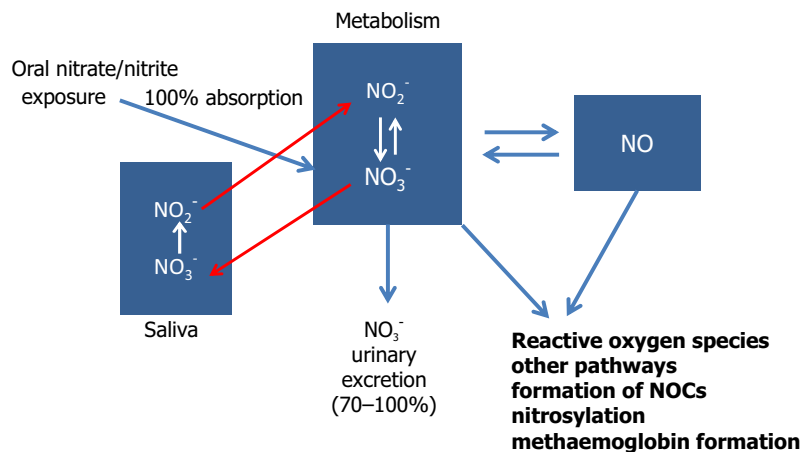 Metabolism
Oral nitrate/nitrite
exposure
100% absorption
NO₂⁻
NO₃⁻
NO
NO₂⁻
NO₃⁻
Saliva
NO₃⁻
urinary
excretion
(70–100%)
Reactive oxygen species
other pathways
formation of NOCs
nitrosylation
methaemoglobin formation